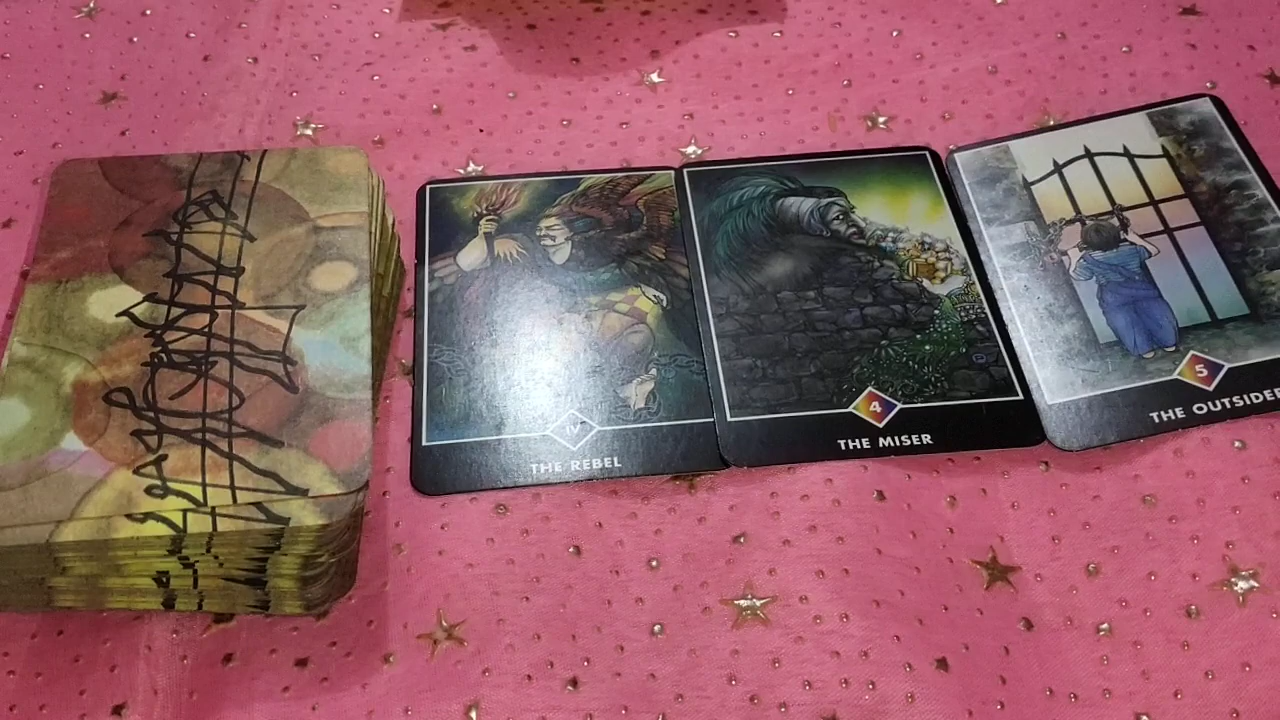 IV
THE REBEL
4
THE MISER
5
THE OUTSIDER